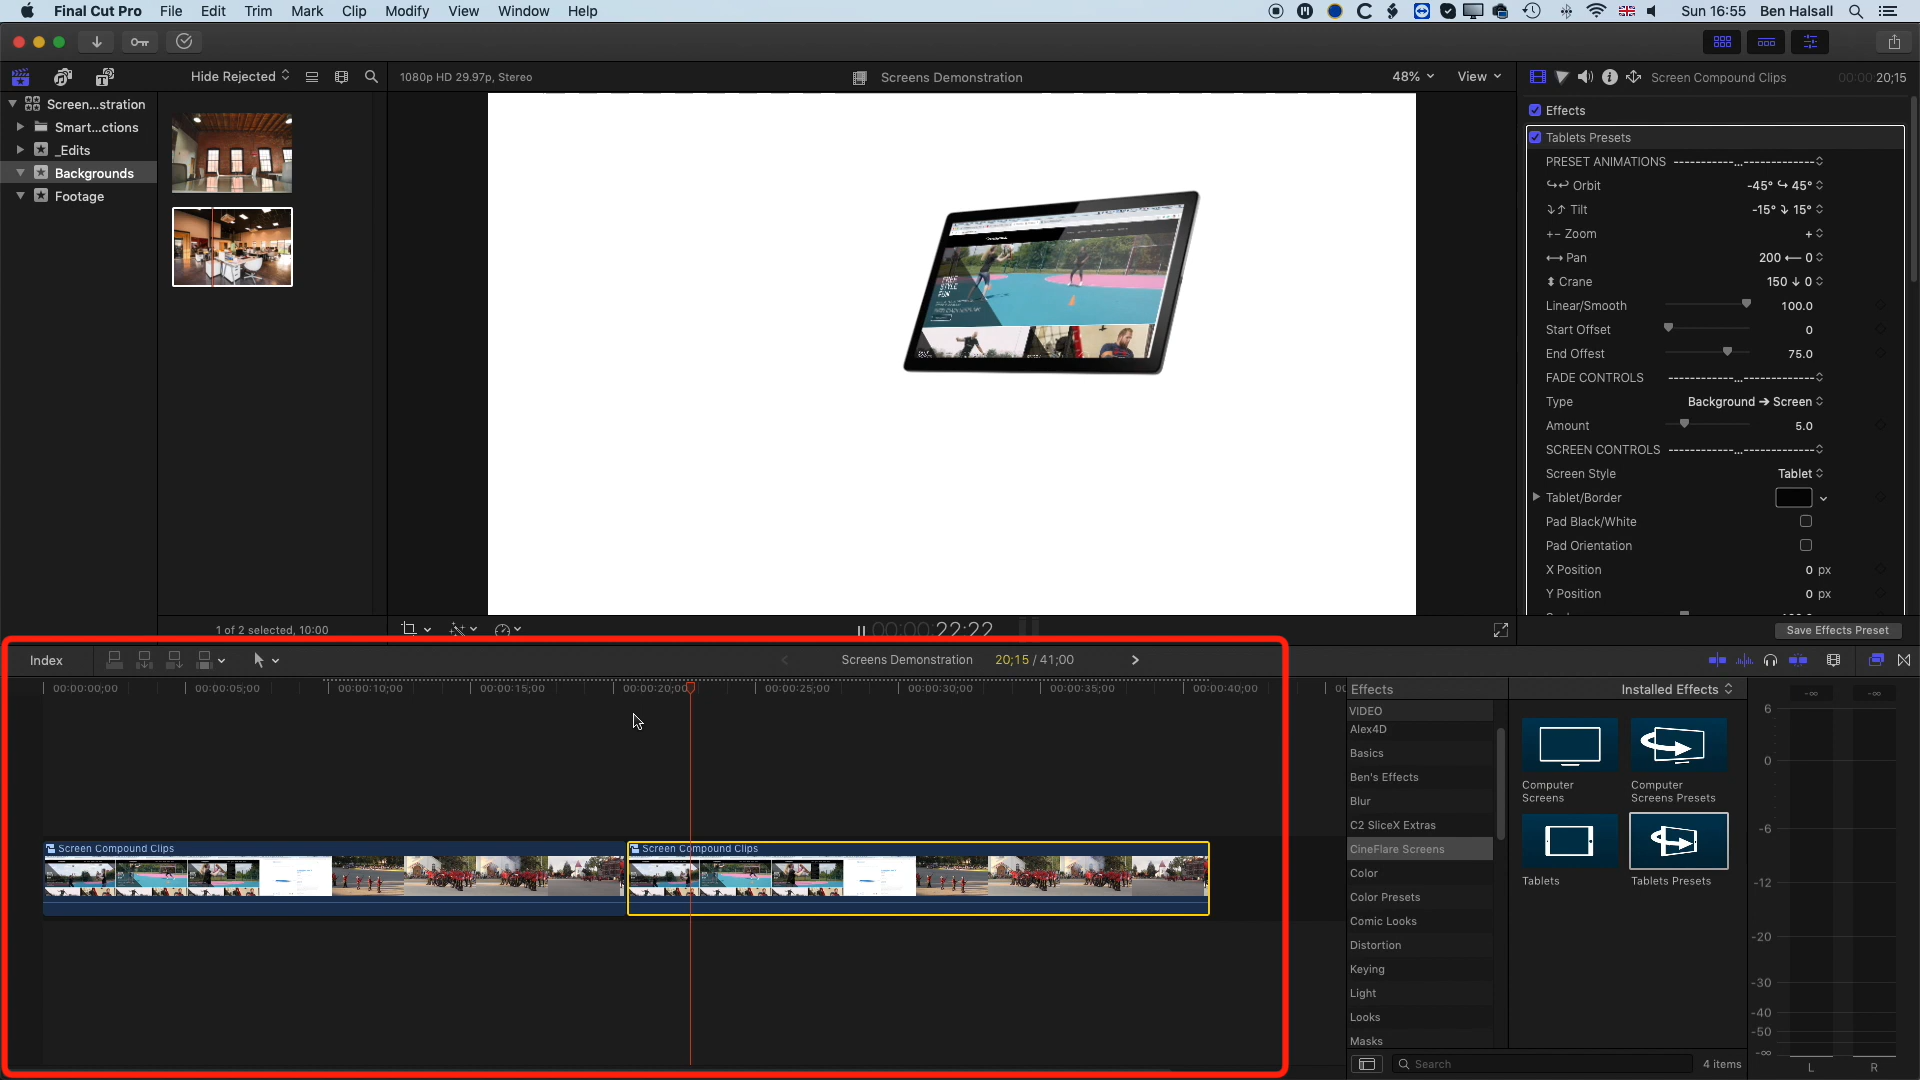 Final Cut Pro File Edit Trim Mark Clip Modify View Window Help
Sun 16:55 Ben Halsall
Hide Rejected
1080p HD 29.97p, Stereo
Screens Demonstration
48% View
Screen Compound Clips
00:00:20;15
Screen...stration
Smart...ctions
_Edits
Backgrounds
Footage
1 of 2 selected, 10:00
00:00:22:22
Effects
Tablets Presets
PRESET ANIMATIONS ------------...-------------
Orbit -45° ↪ 45°
Tilt -15° ⤵ 15°
+− Zoom +
Pan 200 ⟵ 0
Crane 150 ↓ 0
Linear/Smooth 100.0
Start Offset 0
End Offest 75.0
FADE CONTROLS ------------...-------------
Type Background → Screen
Amount 5.0
SCREEN CONTROLS ------------...-------------
Screen Style Tablet
Tablet/Border
Pad Black/White
Pad Orientation
X Position 0 px
Y Position 0 px
Save Effects Preset
FREE
STYLE
FUN
Index
Screens Demonstration 20;15 / 41;00
00:00:00;00 00:00:05;00 00:00:10;00 00:00:15;00 00:00:20;00 00:00:25;00 00:00:30;00 00:00:35;00 00:00:40;00
Screen Compound Clips
Screen Compound Clips
Effects
Installed Effects
VIDEO
Alex4D
Basics
Ben's Effects
Blur
C2 SliceX Extras
CineFlare Screens
Color
Color Presets
Comic Looks
Distortion
Keying
Light
Looks
Masks
Computer
Screens
Computer
Screens Presets
Tablets
Tablets Presets
Search
4 items
-∞ -∞
6
0
-6
-12
-20
-30
-40
-50
-∞
L R